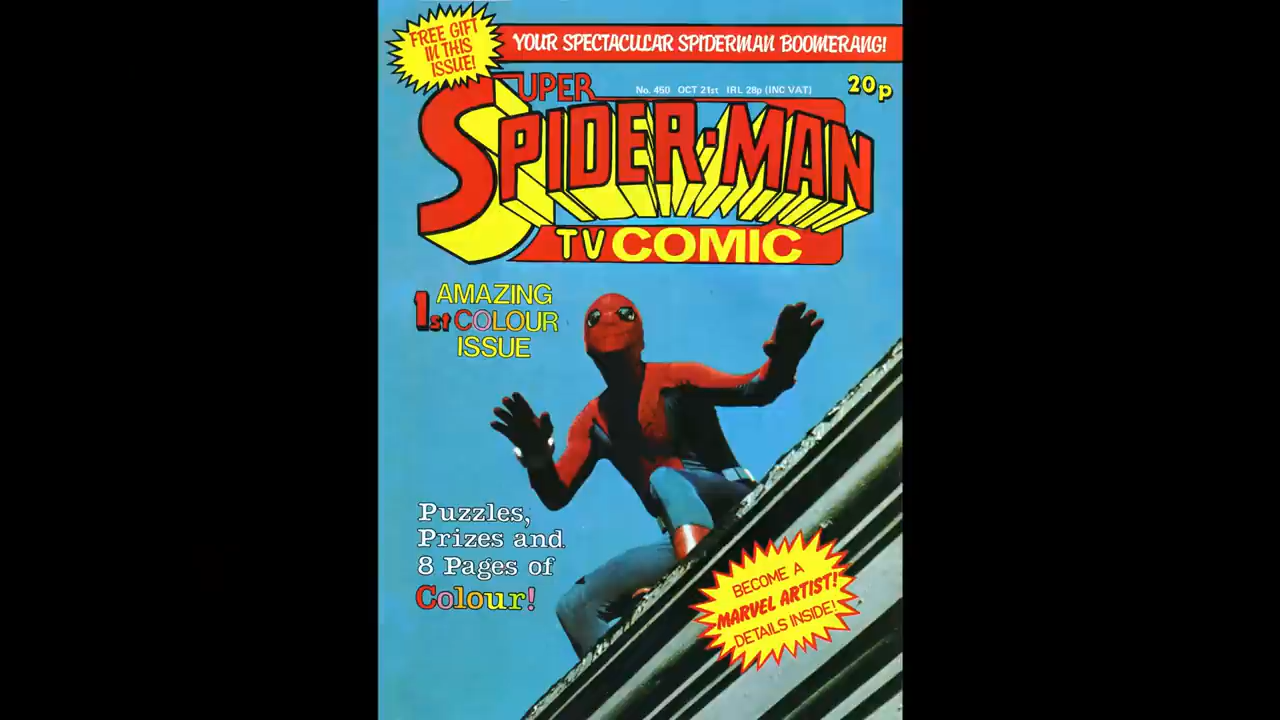 FREE GIFT
IN THIS
ISSUE!
YOUR SPECTACULAR SPIDERMAN BOOMERANG!
SUPER
No. 450 OCT 21st IRL 28p (INC VAT)
20p
SPIDER-MAN
TV COMIC
AMAZING
1st COLOUR
ISSUE
Puzzles,
Prizes and
8 Pages of
Colour!
BECOME A
MARVEL ARTIST!
DETAILS INSIDE!